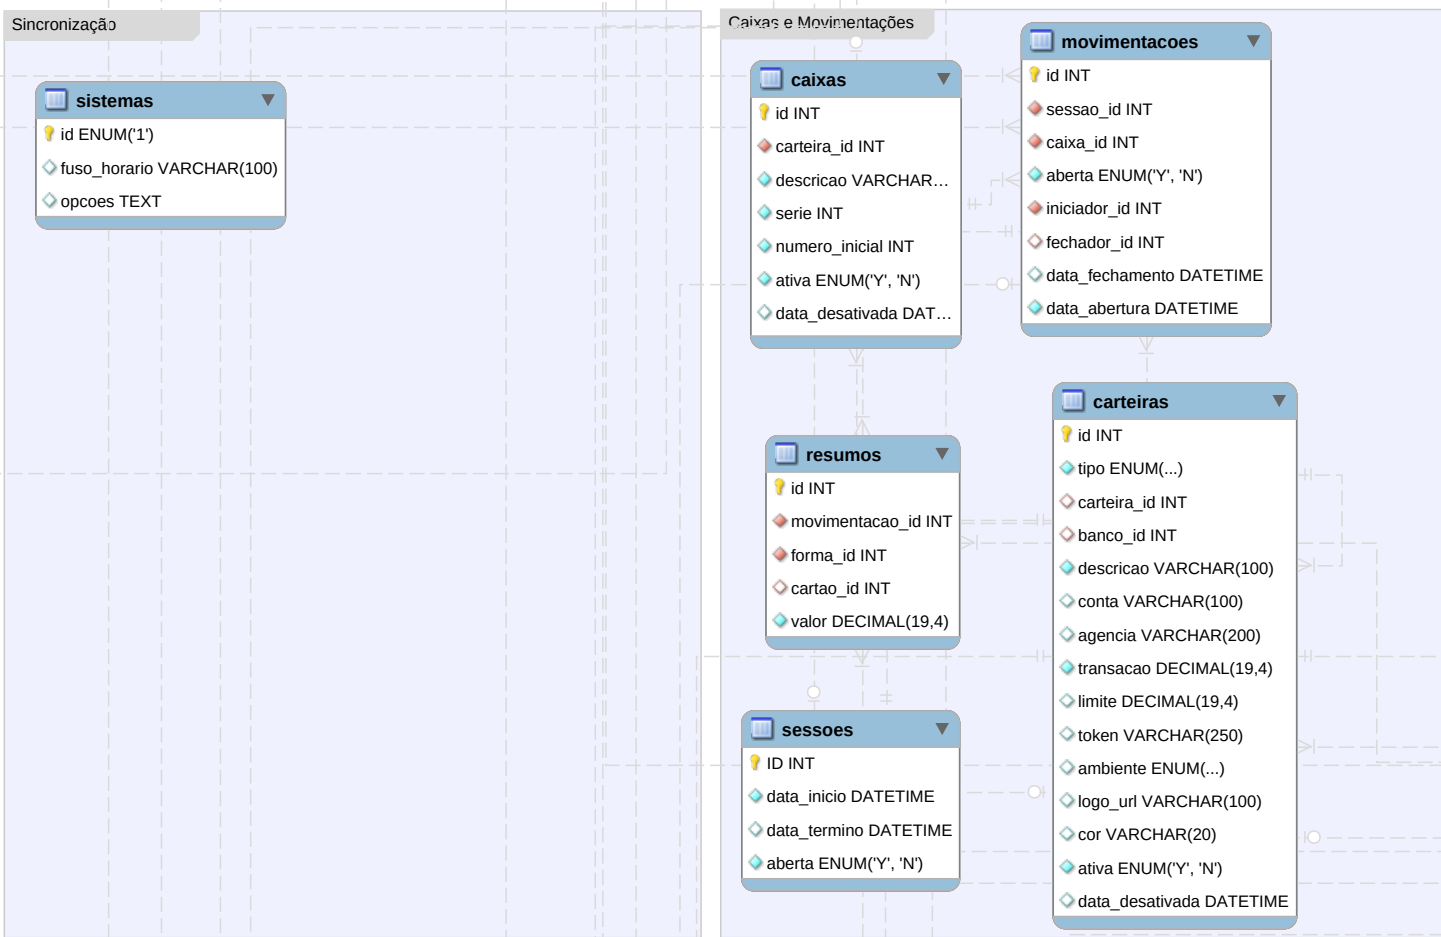 Sincronização
sistemas
id ENUM('1')
fuso_horario VARCHAR(100)
opcoes TEXT
Caixas e Movimentações
caixas
id INT
carteira_id INT
descricao VARCHAR...
serie INT
numero_inicial INT
ativa ENUM('Y', 'N')
data_desativada DAT...
movimentacoes
id INT
sessao_id INT
caixa_id INT
aberta ENUM('Y', 'N')
iniciador_id INT
fechador_id INT
data_fechamento DATETIME
data_abertura DATETIME
resumos
id INT
movimentacao_id INT
forma_id INT
cartao_id INT
valor DECIMAL(19,4)
carteiras
id INT
tipo ENUM(...)
carteira_id INT
banco_id INT
descricao VARCHAR(100)
conta VARCHAR(100)
agencia VARCHAR(200)
transacao DECIMAL(19,4)
limite DECIMAL(19,4)
token VARCHAR(250)
ambiente ENUM(...)
logo_url VARCHAR(100)
cor VARCHAR(20)
ativa ENUM('Y', 'N')
data_desativada DATETIME
sessoes
ID INT
data_inicio DATETIME
data_termino DATETIME
aberta ENUM('Y', 'N')